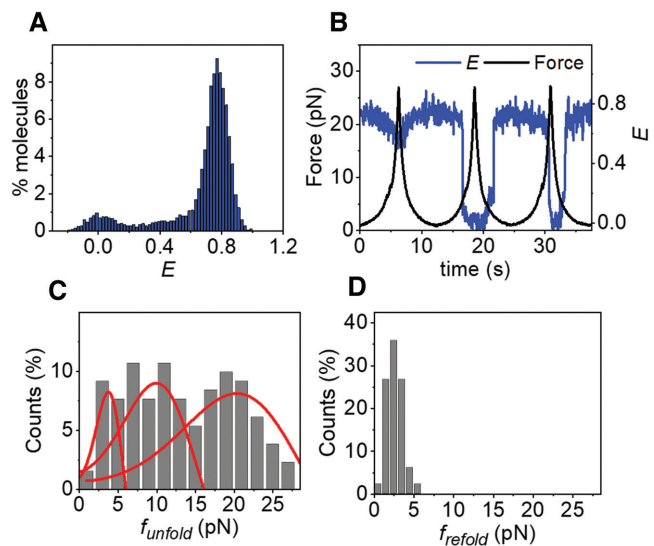 A
% molecules
8
6
4
2
0
0.0 0.4 0.8 1.2
E
B
E Force
Force (pN)
30
20
10
0
0.8
0.4
0.0
E
0 10 20 30
time (s)
C
Counts (%)
10
5
0
0 5 10 15 20 25
f unfold (pN)
D
Counts (%)
40
30
20
10
0
0 5 10 15 20 25
f refold (pN)